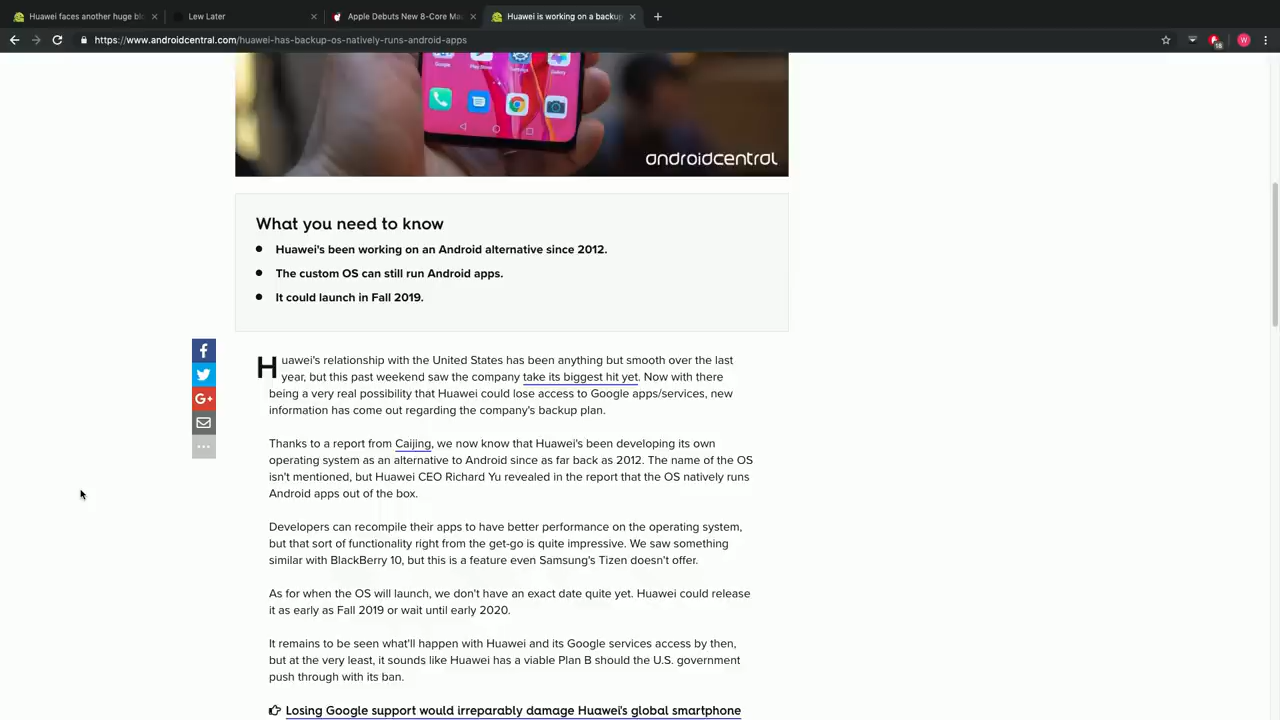 Huawei faces another huge blo
Lew Later
Apple Debuts New 8-Core Mac
Huawei is working on a backup
https://www.androidcentral.com/huawei-has-backup-os-natively-runs-android-apps
18
W
Google
Play Store
Settings
Gallery
androidcentral
What you need to know
Huawei's been working on an Android alternative since 2012.
The custom OS can still run Android apps.
It could launch in Fall 2019.
Huawei's relationship with the United States has been anything but smooth over the last
year, but this past weekend saw the company take its biggest hit yet. Now with there
being a very real possibility that Huawei could lose access to Google apps/services, new
information has come out regarding the company's backup plan.
Thanks to a report from Caijing, we now know that Huawei's been developing its own
operating system as an alternative to Android since as far back as 2012. The name of the OS
isn't mentioned, but Huawei CEO Richard Yu revealed in the report that the OS natively runs
Android apps out of the box.
Developers can recompile their apps to have better performance on the operating system,
but that sort of functionality right from the get-go is quite impressive. We saw something
similar with BlackBerry 10, but this is a feature even Samsung's Tizen doesn't offer.
As for when the OS will launch, we don't have an exact date quite yet. Huawei could release
it as early as Fall 2019 or wait until early 2020.
It remains to be seen what'll happen with Huawei and its Google services access by then,
but at the very least, it sounds like Huawei has a viable Plan B should the U.S. government
push through with its ban.
Losing Google support would irreparably damage Huawei's global smartphone